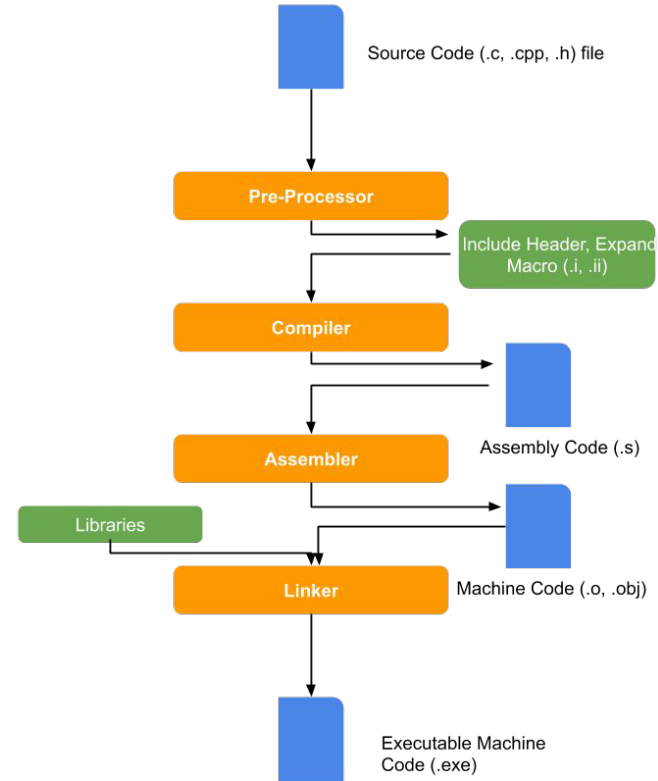 Source Code (.c, .cpp, .h) file
Pre-Processor
Include Header, Expand
Macro (.i, .ii)
Compiler
Assembly Code (.s)
Assembler
Libraries
Machine Code (.o, .obj)
Linker
Executable Machine
Code (.exe)